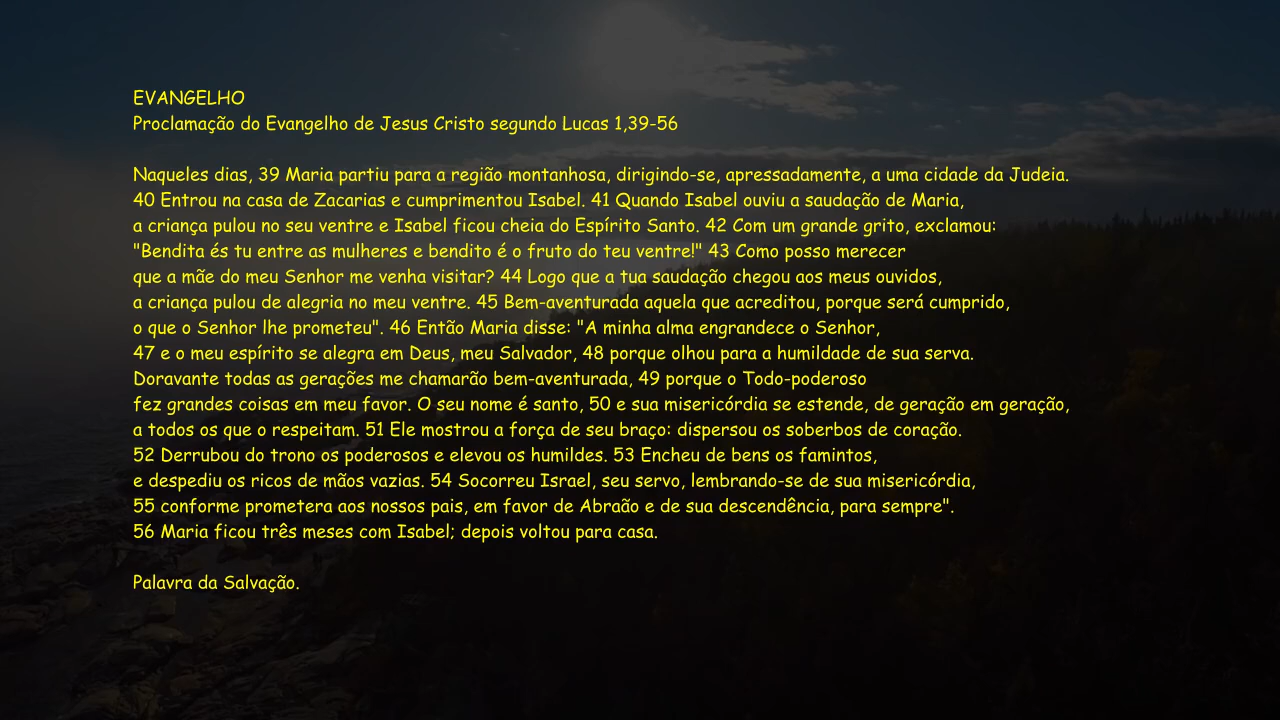 EVANGELHO
Proclamação do Evangelho de Jesus Cristo segundo Lucas 1,39-56
Naqueles dias, 39 Maria partiu para a região montanhosa, dirigindo-se, apressadamente, a uma cidade da Judeia.
40 Entrou na casa de Zacarias e cumprimentou Isabel. 41 Quando Isabel ouviu a saudação de Maria,
a criança pulou no seu ventre e Isabel ficou cheia do Espírito Santo. 42 Com um grande grito, exclamou:
"Bendita és tu entre as mulheres e bendito é o fruto do teu ventre!" 43 Como posso merecer
que a mãe do meu Senhor me venha visitar? 44 Logo que a tua saudação chegou aos meus ouvidos,
a criança pulou de alegria no meu ventre. 45 Bem-aventurada aquela que acreditou, porque será cumprido,
o que o Senhor lhe prometeu". 46 Então Maria disse: "A minha alma engrandece o Senhor,
47 e o meu espírito se alegra em Deus, meu Salvador, 48 porque olhou para a humildade de sua serva.
Doravante todas as gerações me chamarão bem-aventurada, 49 porque o Todo-poderoso
fez grandes coisas em meu favor. O seu nome é santo, 50 e sua misericórdia se estende, de geração em geração,
a todos os que o respeitam. 51 Ele mostrou a força de seu braço: dispersou os soberbos de coração.
52 Derrubou do trono os poderosos e elevou os humildes. 53 Encheu de bens os famintos,
e despediu os ricos de mãos vazias. 54 Socorreu Israel, seu servo, lembrando-se de sua misericórdia,
55 conforme prometera aos nossos pais, em favor de Abraão e de sua descendência, para sempre".
56 Maria ficou três meses com Isabel; depois voltou para casa.
Palavra da Salvação.